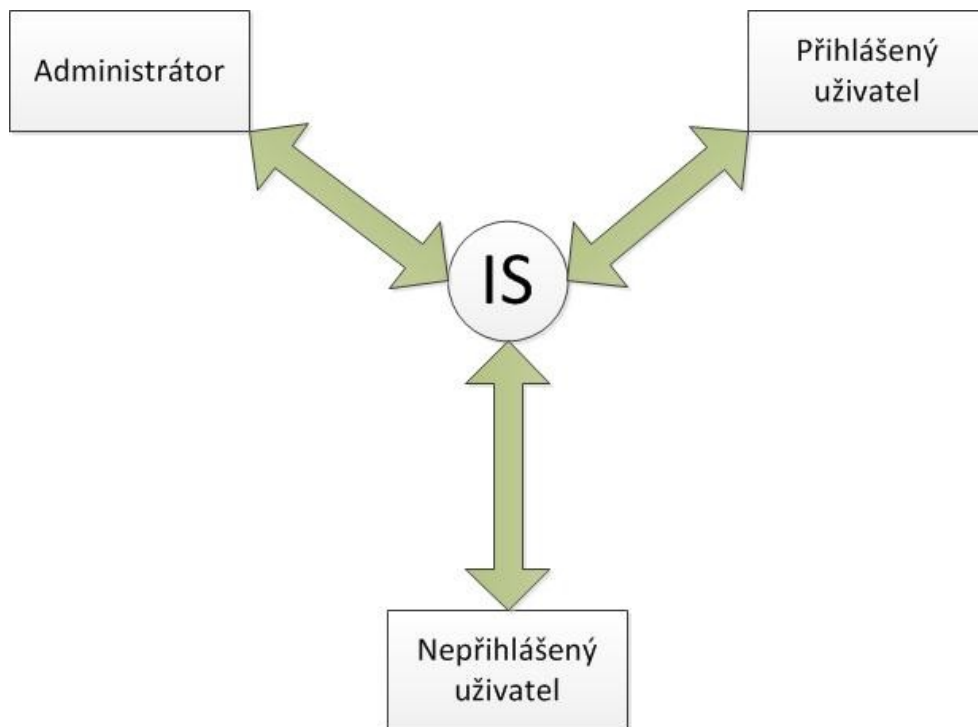 Administrátor
Přihlášený
uživatel
IS
Nepřihlášený
uživatel